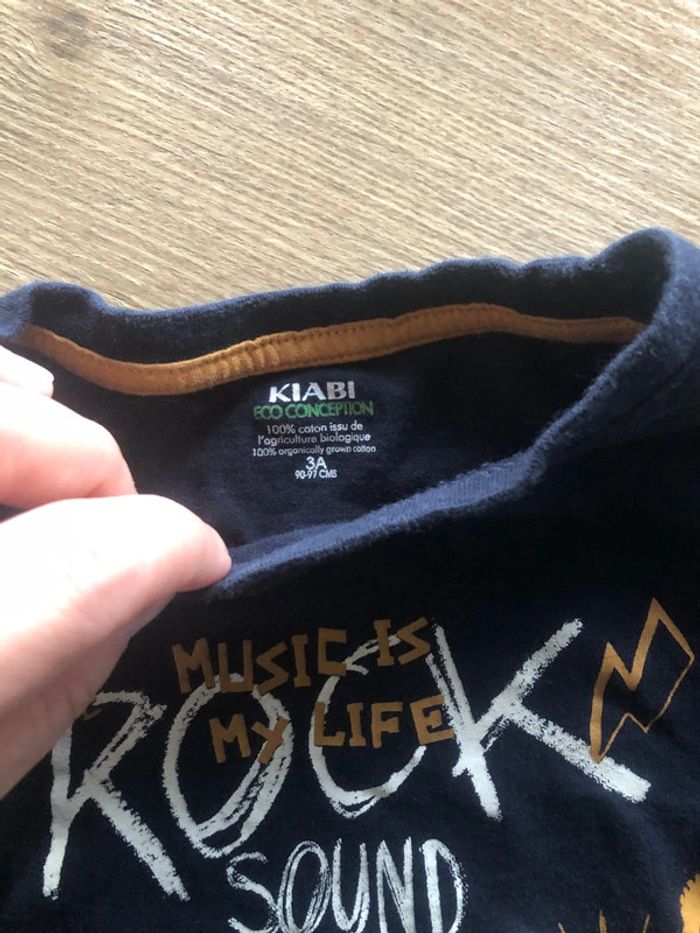 KIABI
ECO CONCEPTION
100% coton issu de
l'agriculture biologique
100% organically grown cotton
3A
90-97 CMS
MUSIC IS
MY LIFE
ROCK
SOUND